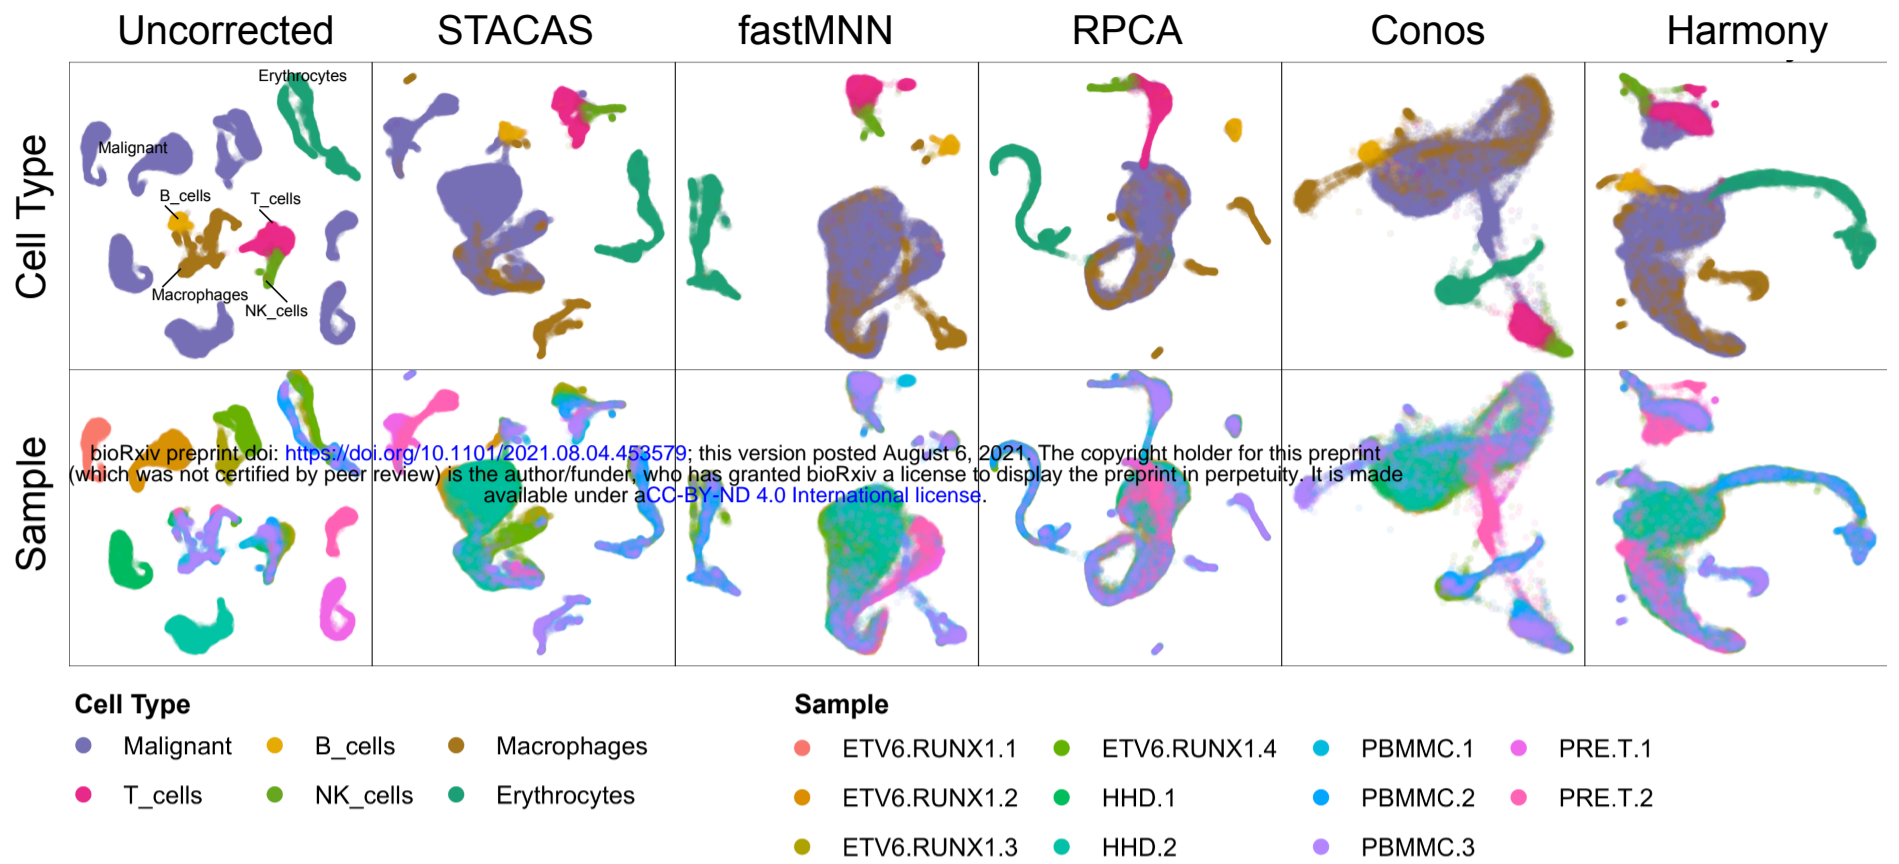 Uncorrected STACAS fastMNN RPCA Conos Harmony
Cell Type
Erythrocytes
Malignant
B_cells
T_cells
Macrophages
NK_cells
Sample
bioRxiv preprint doi: https://doi.org/10.1101/2021.08.04.453579; this version posted August 6, 2021. The copyright holder for this preprint
(which was not certified by peer review) is the author/funder, who has granted bioRxiv a license to display the preprint in perpetuity. It is made
available under aCC-BY-ND 4.0 International license.
Cell Type
Malignant B_cells Macrophages
T_cells NK_cells Erythrocytes
Sample
ETV6.RUNX1.1 ETV6.RUNX1.4 PBMMC.1 PRE.T.1
ETV6.RUNX1.2 HHD.1 PBMMC.2 PRE.T.2
ETV6.RUNX1.3 HHD.2 PBMMC.3